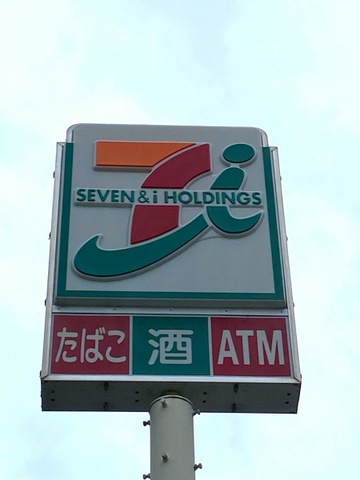 SEVEN & i HOLDINGS
たばこ 酒 ATM